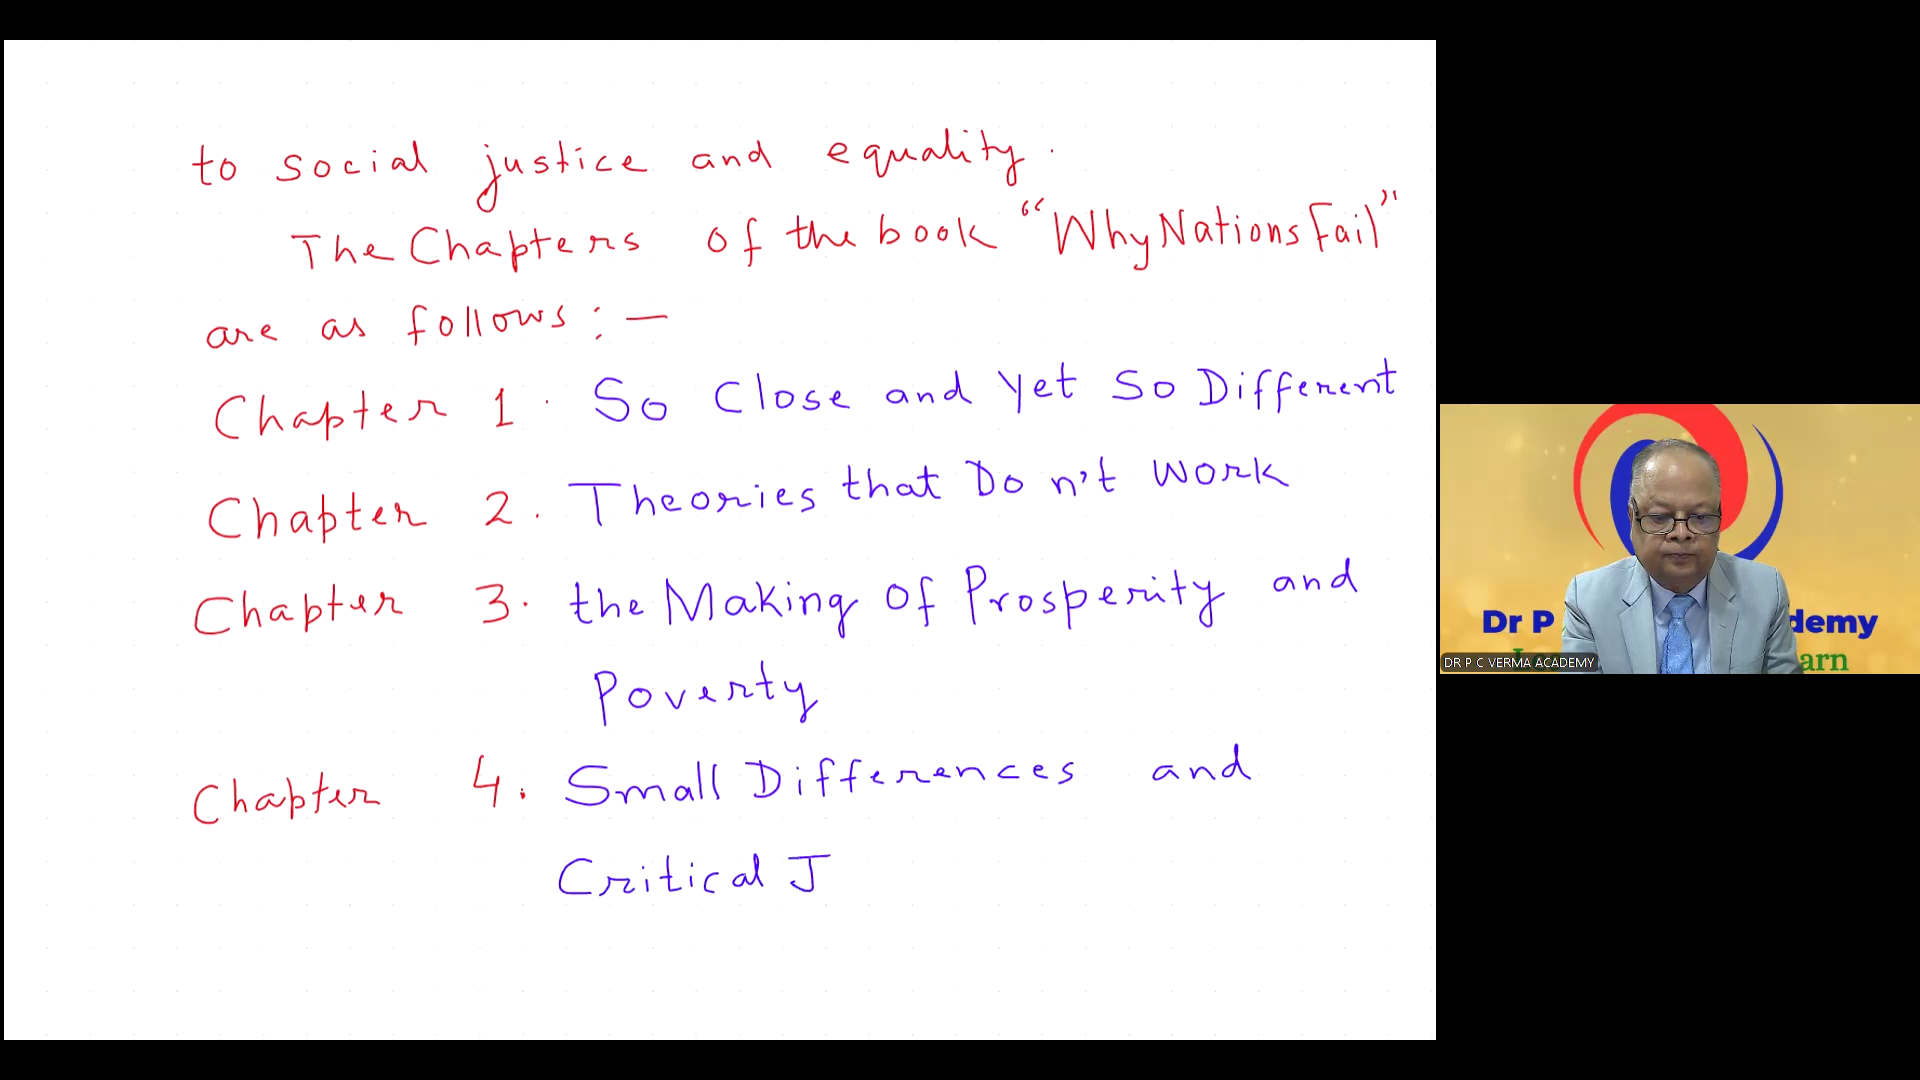 to social justice and equality.
The Chapters of the book "Why Nations Fail"
are as follows : —
Chapter 1. So Close and Yet So Different
Chapter 2. Theories that Don't Work
Chapter 3. the Making Of Prosperity and
Poverty
Chapter 4. Small Differences and
Critical J
Dr P demy
DR P C VERMA ACADEMY
arn